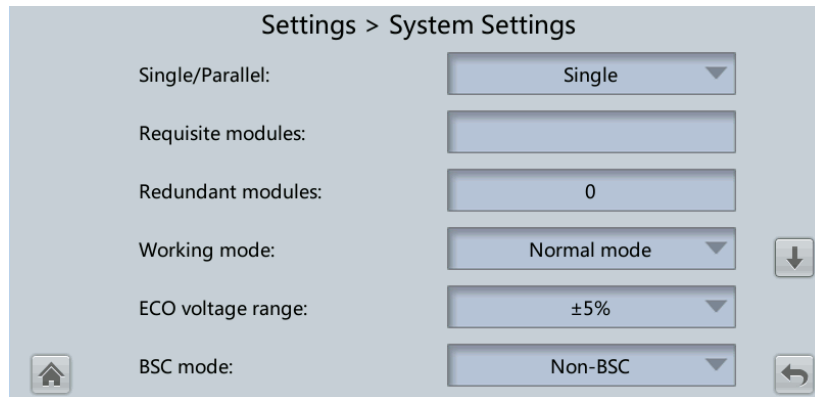 Settings > System Settings
Single/Parallel: Single
Requisite modules:
Redundant modules: 0
Working mode: Normal mode
ECO voltage range: ±5%
BSC mode: Non-BSC